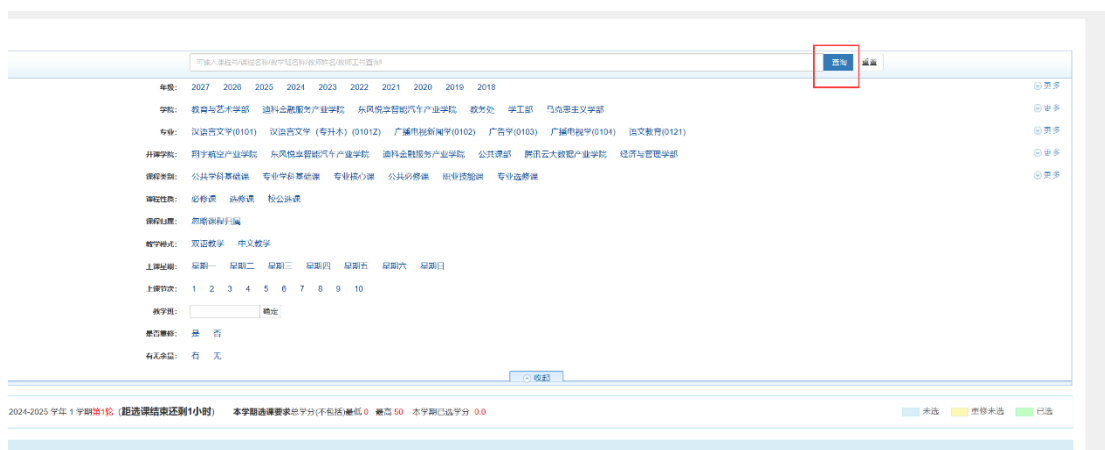 可输入课程号/课程名称/教学班名称/教师姓名/教师工号查询! 查询 重置
年级: 2027 2026 2025 2024 2023 2022 2021 2020 2019 2018 更多
学院: 教育与艺术学部 迪科金融服务产业学院 东风悦享智能汽车产业学院 教务处 学工部 马克思主义学部 更多
专业: 汉语言文学(0101) 汉语言文学（专升本）(0101Z) 广播电视新闻学(0102) 广告学(0103) 广播电视学(0104) 语文教育(0121) 更多
开课学院: 翔宇航空产业学院 东风悦享智能汽车产业学院 迪科金融服务产业学院 公共课部 腾讯云大数据产业学院 经济与管理学部 更多
课程类别: 公共学科基础课 专业学科基础课 专业核心课 公共必修课 职业技能课 专业选修课 更多
课程性质: 必修课 选修课 校公选课
课程归属: 忽略课程归属
教学模式: 双语教学 中文教学
上课星期: 星期一 星期二 星期三 星期四 星期五 星期六 星期日
上课节次: 1 2 3 4 5 6 7 8 9 10
教学班: 确定
是否重修: 是 否
有无余量: 有 无
收起
2024-2025 学年 1 学期第1轮（距选课结束还剩1小时） 本学期选课要求总学分(不包括)最低 0 最高 50 本学期已选学分 0.0 未选 重修未选 已选